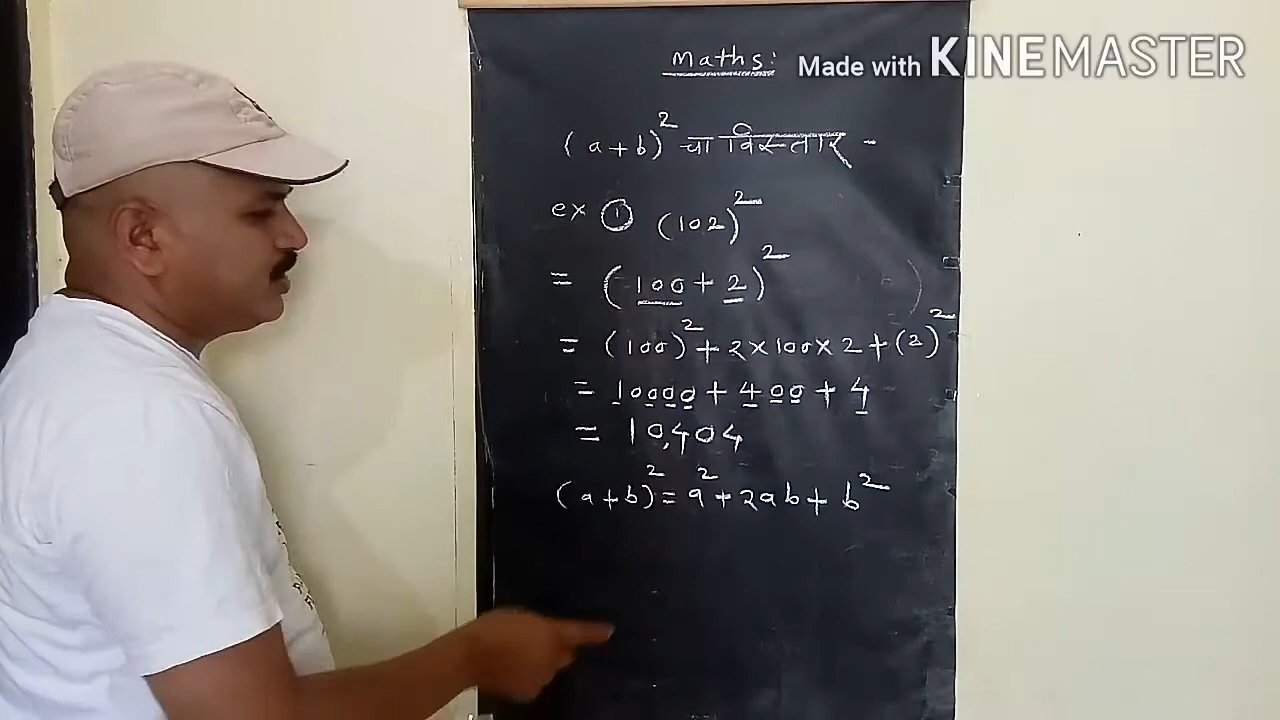 Maths:
Made with KINEMASTER
(a+b)² चा विस्तार -
ex ① (102)²
= (100+2)²
= (100)² + 2×100×2+(2)²
= 10000 + 400 + 4
= 10,404
(a+b)² = a² + 2ab + b²